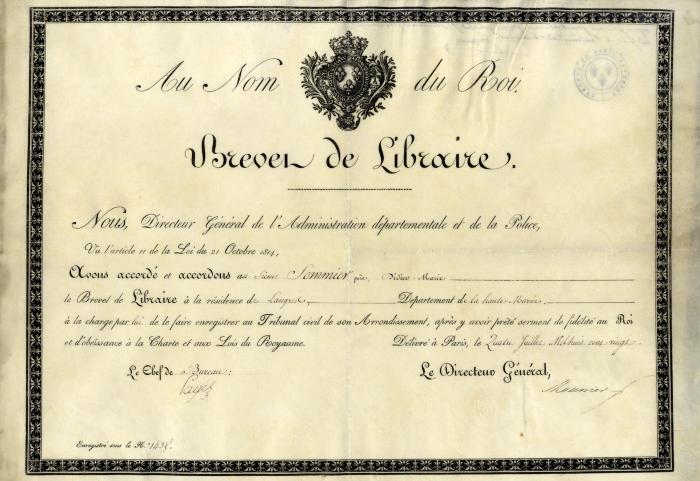 Au Nom du Roi.
Brevet de Libraire.
Nous, Directeur Général de l'Administration départementale et de la Police,
Vu l'article 11 de la Loi du 21 Octobre 1814,
Avons accordé et accordons au Sieur Sommier
le Brevet de Libraire à la résidence de Langres, Département de la haute-Marne,
à la charge par lui de le faire enregistrer au Tribunal civil de son Arrondissement, après y avoir prêté serment de fidélité au Roi
et d'obéissance à la Charte et aux Lois du Royaume. Délivré à Paris, le Quatre Juillet Mil huit cent vingt.
Le Chef de Bureau: Le Directeur Général,
Mounier
Enregistré sous le N.º